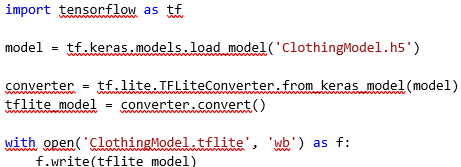 import tensorflow as tf
model = tf.keras.models.load_model('ClothingModel.h5')
converter = tf.lite.TFLiteConverter.from_keras_model(model)
tflite_model = converter.convert()
with open('ClothingModel.tflite', 'wb') as f:
f.write(tflite_model)